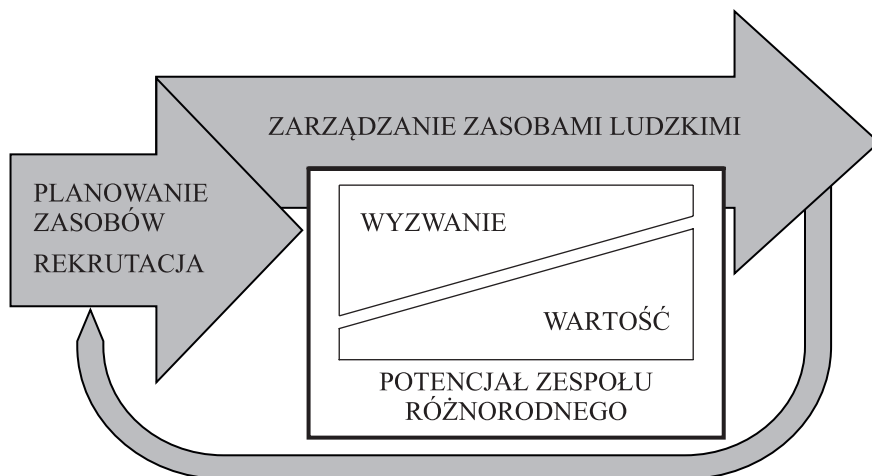 ZARZĄDZANIE ZASOBAMI LUDZKIMI
PLANOWANIE
ZASOBÓW
REKRUTACJA
WYZWANIE
WARTOŚĆ
POTENCJAŁ ZESPOŁU
RÓŻNORODNEGO